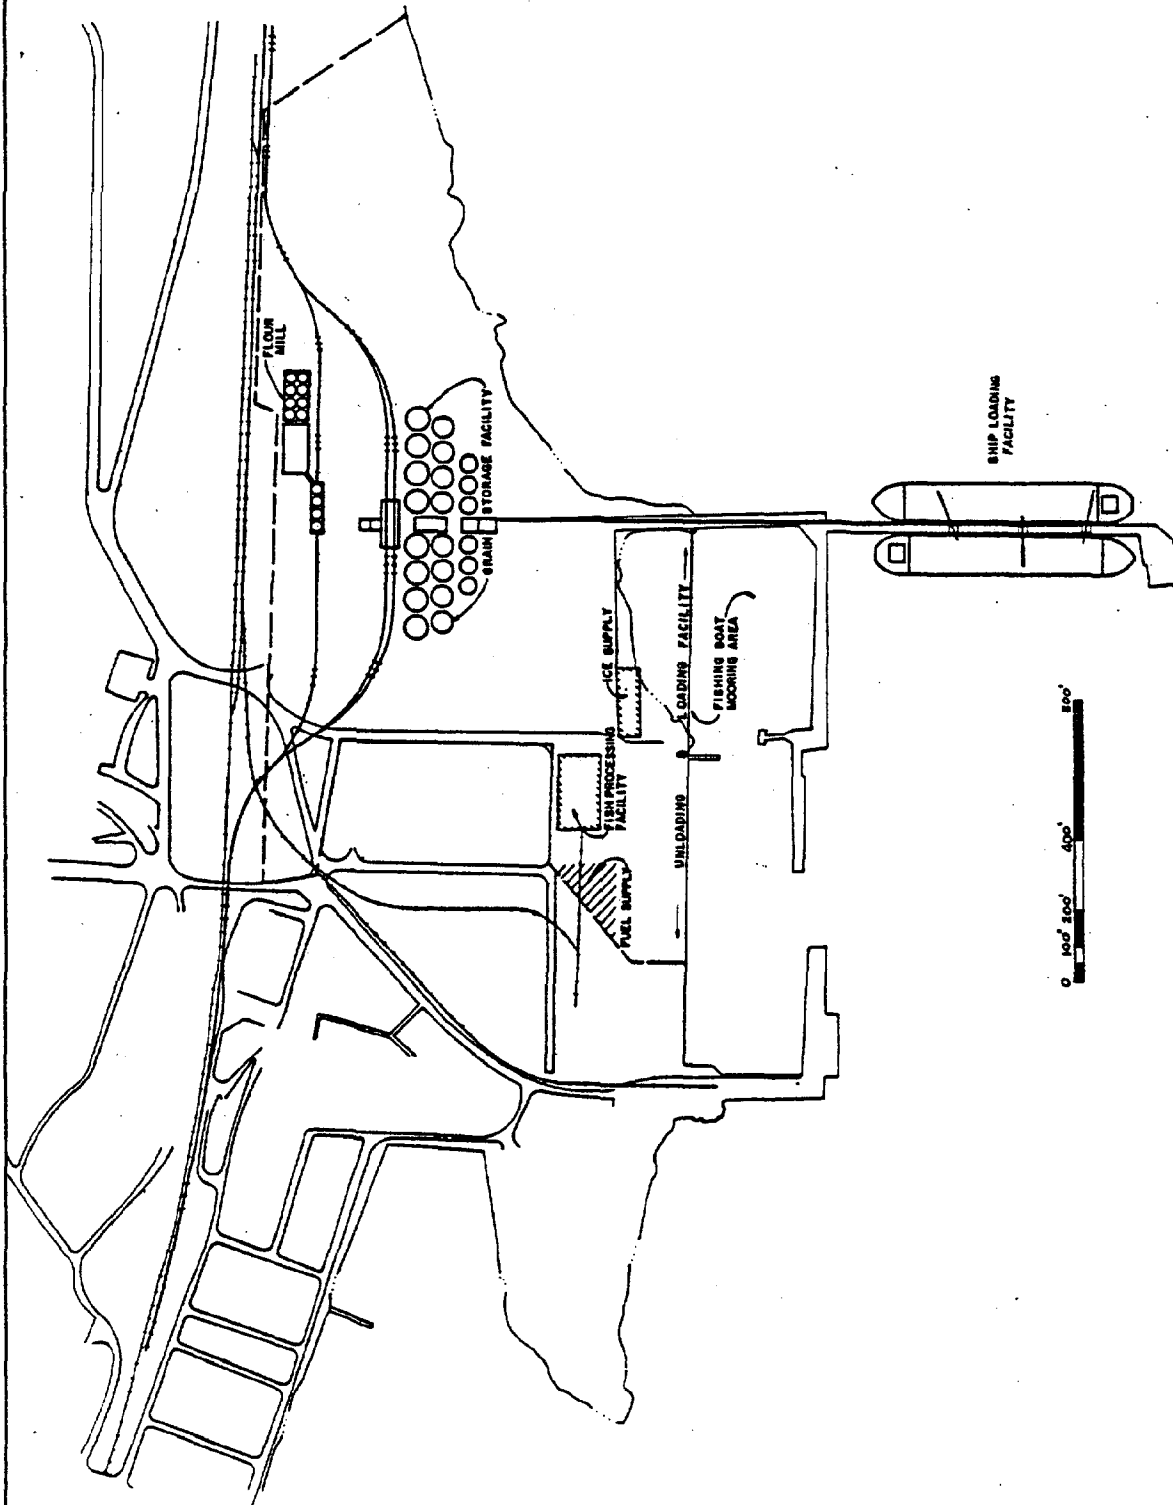 FLOUR
MILL
GRAIN STORAGE FACILITY
SHIP LOADING
FACILITY
ICE SUPPLY
LOADING FACILITY
FISHING BOAT
MOORING AREA
FISH PROCESSING
FACILITY
UNLOADING
FUEL SUPPLY
0 100' 200' 400' 800'